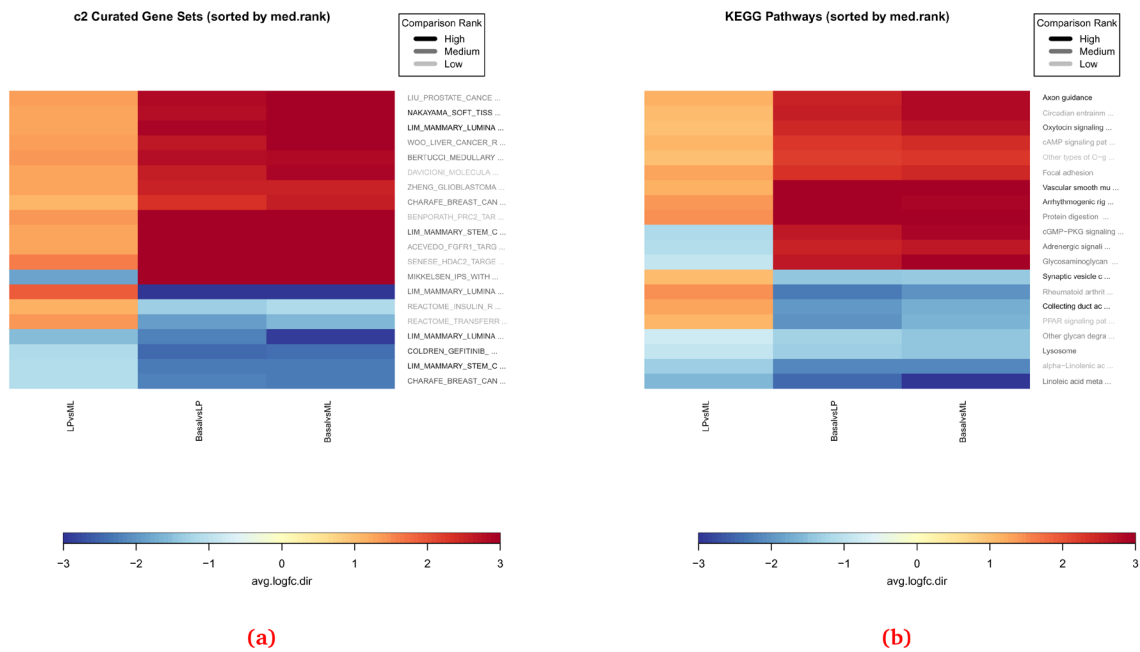 c2 Curated Gene Sets (sorted by med.rank)
Comparison Rank
High
Medium
Low
LIU_PROSTATE_CANCE ...
NAKAYAMA_SOFT_TISS ...
LIM_MAMMARY_LUMINA ...
WOO_LIVER_CANCER_R ...
BERTUCCI_MEDULLARY ...
DAVICIONI_MOLECULA ...
ZHENG_GLIOBLASTOMA ...
CHARAFE_BREAST_CAN ...
BENPORATH_PRC2_TAR ...
LIM_MAMMARY_STEM_C ...
ACEVEDO_FGFR1_TARG ...
SENESE_HDAC2_TARGE ...
MIKKELSEN_IPS_WITH ...
LIM_MAMMARY_LUMINA ...
REACTOME_INSULIN_R ...
REACTOME_TRANSFERR ...
LIM_MAMMARY_LUMINA ...
COLDREN_GEFITINIB_ ...
LIM_MAMMARY_STEM_C ...
CHARAFE_BREAST_CAN ...
LPvsML
BasalvsLP
BasalvsML
−3 −2 −1 0 1 2 3
avg.logfc.dir
(a)
KEGG Pathways (sorted by med.rank)
Comparison Rank
High
Medium
Low
Axon guidance
Circadian entrainm ...
Oxytocin signaling ...
cAMP signaling pat ...
Other types of O−g ...
Focal adhesion
Vascular smooth mu ...
Arrhythmogenic rig ...
Protein digestion ...
cGMP−PKG signaling ...
Adrenergic signali ...
Glycosaminoglycan ...
Synaptic vesicle c ...
Rheumatoid arthrit ...
Collecting duct ac ...
PPAR signaling pat ...
Other glycan degra ...
Lysosome
alpha−Linolenic ac ...
Linoleic acid meta ...
LPvsML
BasalvsLP
BasalvsML
−3 −2 −1 0 1 2 3
avg.logfc.dir
(b)